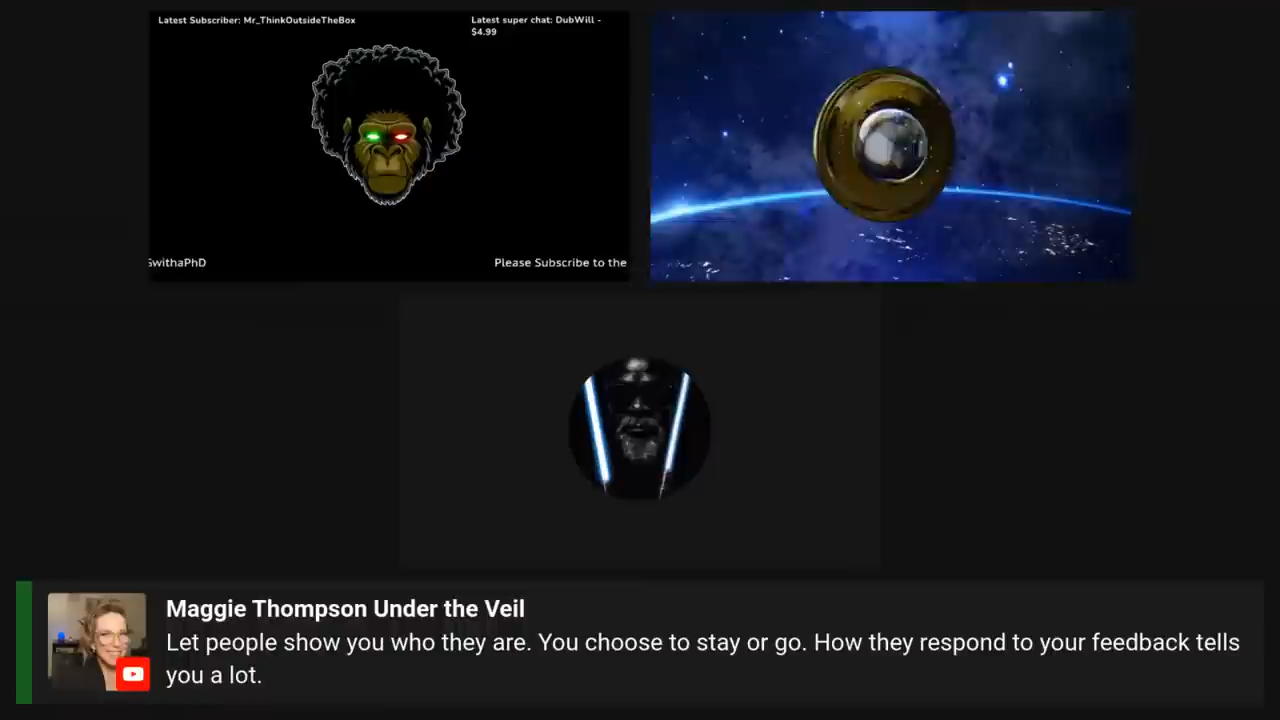 Latest Subscriber: Mr_ThinkOutsideTheBox
Latest super chat: DubWill -
$4.99
SwithaPhD
Please Subscribe to the
Maggie Thompson Under the Veil
Let people show you who they are. You choose to stay or go. How they respond to your feedback tells
you a lot.